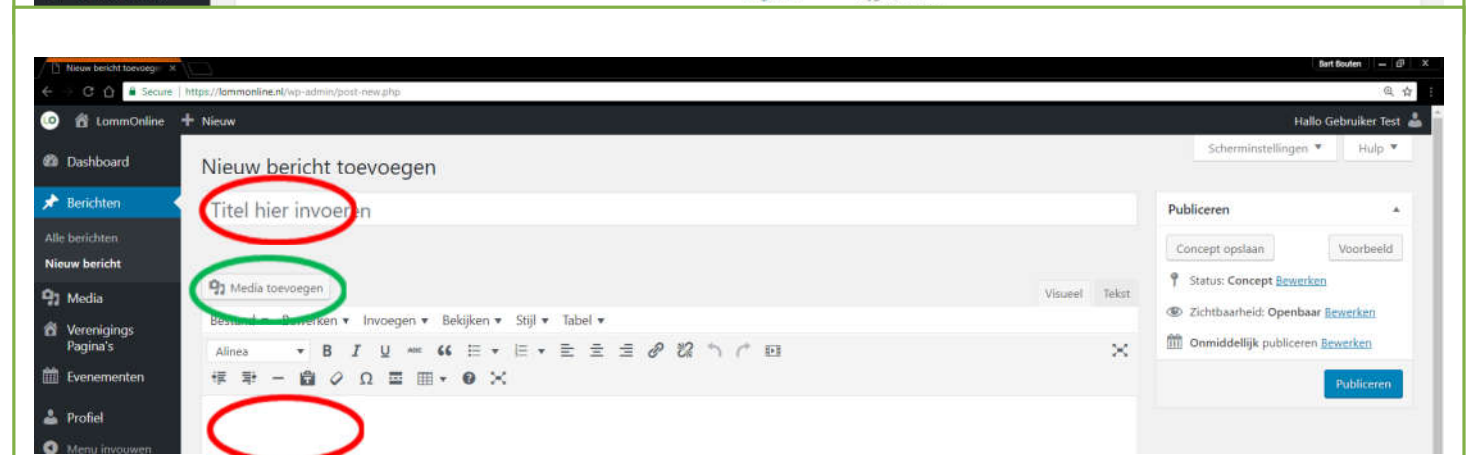 Nieuw bericht toevoege
Bart Bouten
Secure https://lommonline.nl/wp-admin/post-new.php
LommOnline Nieuw
Hallo Gebruiker Test
Scherminstellingen Hulp
Dashboard
Berichten
Alle berichten
Nieuw bericht
Media
Verenigings
Pagina's
Evenementen
Profiel
Menu invouwen
Nieuw bericht toevoegen
Titel hier invoeren
Media toevoegen
Visueel Tekst
Bestand Bewerken Invoegen Bekijken Stijl Tabel
Alinea B I U ABC
Ω
Publiceren
Concept opslaan Voorbeeld
Status: Concept Bewerken
Zichtbaarheid: Openbaar Bewerken
Onmiddellijk publiceren Bewerken
Publiceren